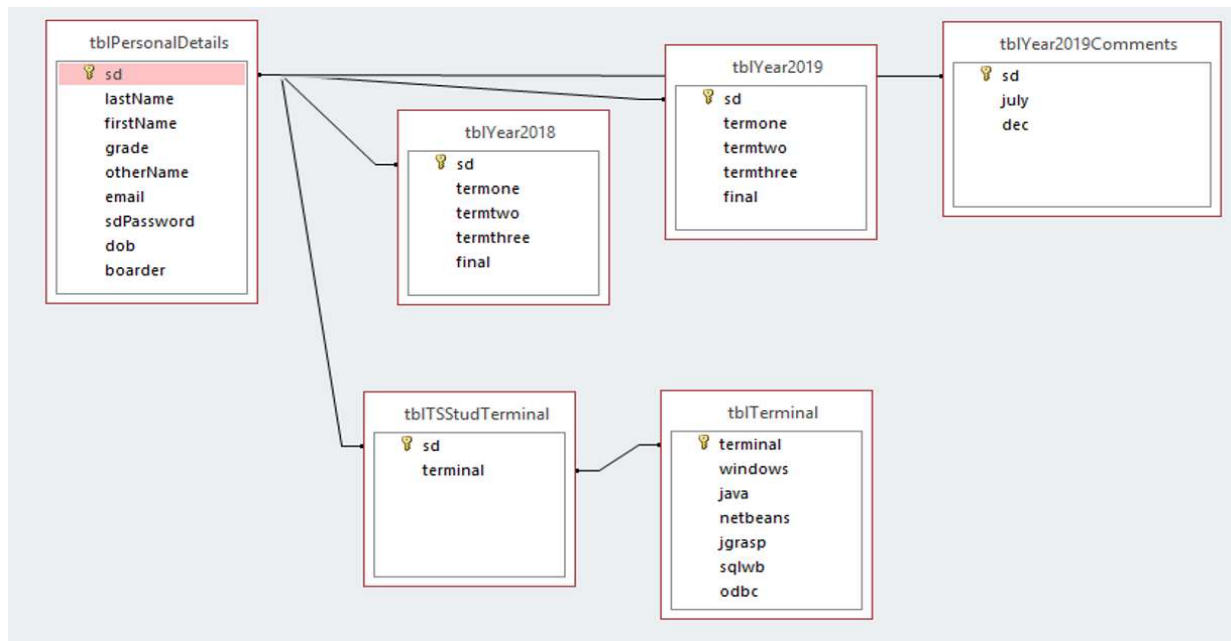 tblPersonalDetails
sd
lastName
firstName
grade
otherName
email
sdPassword
dob
boarder
tblYear2018
sd
termone
termtwo
termthree
final
tblYear2019
sd
termone
termtwo
termthree
final
tblYear2019Comments
sd
july
dec
tblTSStudTerminal
sd
terminal
tblTerminal
terminal
windows
java
netbeans
jgrasp
sqlwb
odbc